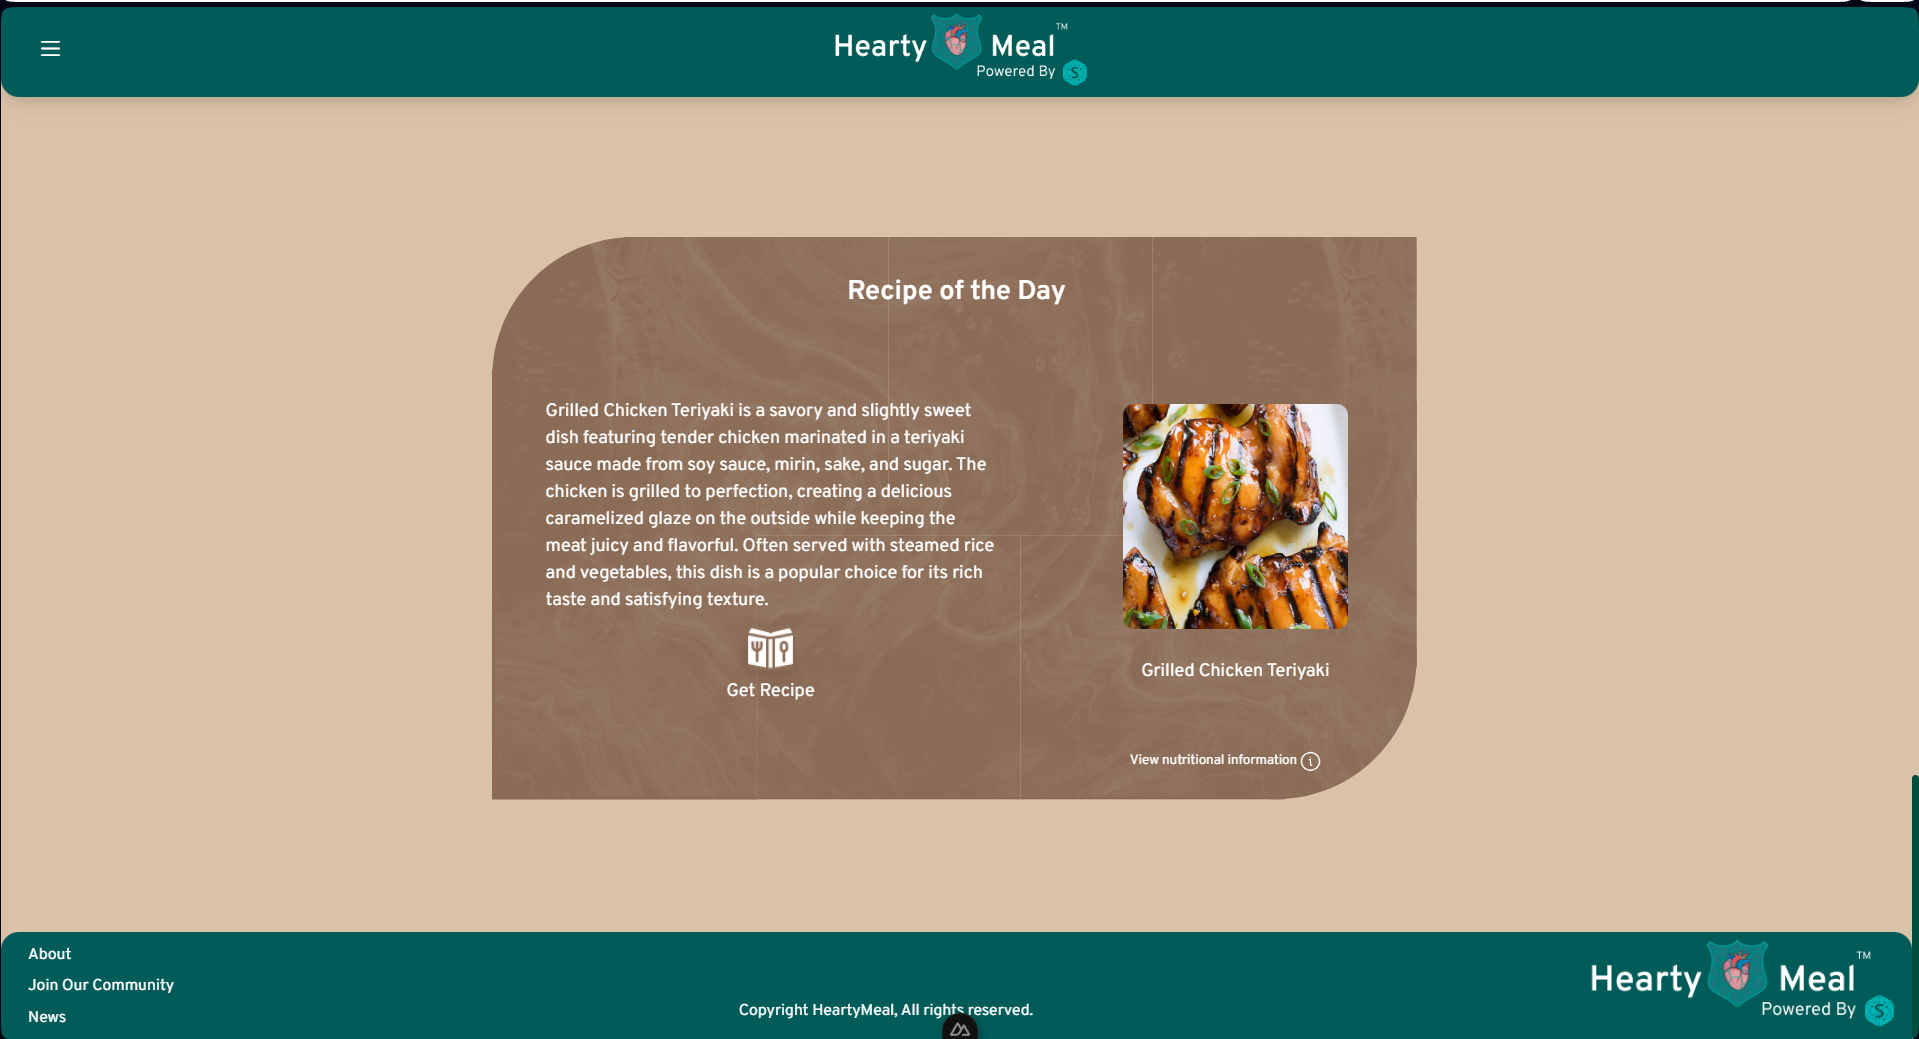 Hearty Meal™
Powered By S
Recipe of the Day
Grilled Chicken Teriyaki is a savory and slightly sweet
dish featuring tender chicken marinated in a teriyaki
sauce made from soy sauce, mirin, sake, and sugar. The
chicken is grilled to perfection, creating a delicious
caramelized glaze on the outside while keeping the
meat juicy and flavorful. Often served with steamed rice
and vegetables, this dish is a popular choice for its rich
taste and satisfying texture.
Get Recipe
Grilled Chicken Teriyaki
View nutritional information i
About
Join Our Community
News
Copyright HeartyMeal, All rights reserved.
Hearty Meal™
Powered By S